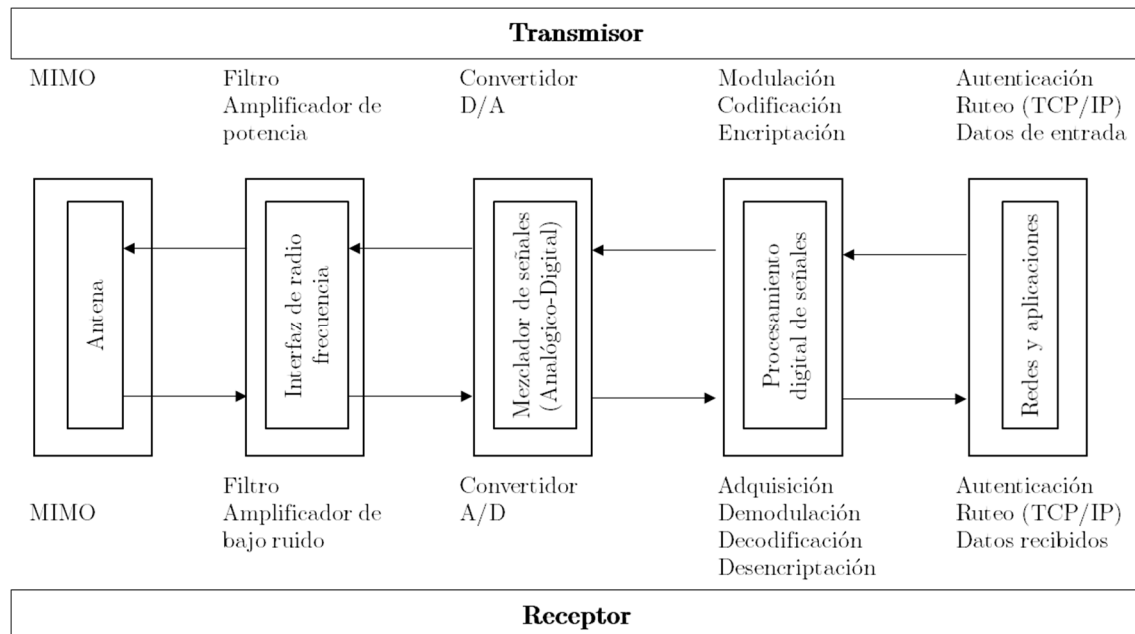 Transmisor
MIMO
Filtro
Amplificador de
potencia
Convertidor
D/A
Modulación
Codificación
Encriptación
Autenticación
Ruteo (TCP/IP)
Datos de entrada
Antena
Interfaz de radio
frecuencia
Mezclador de señales
(Analógico-Digital)
Procesamiento
digital de señales
Redes y aplicaciones
MIMO
Filtro
Amplificador de
bajo ruido
Convertidor
A/D
Adquisición
Demodulación
Decodificación
Desencriptación
Autenticación
Ruteo (TCP/IP)
Datos recibidos
Receptor